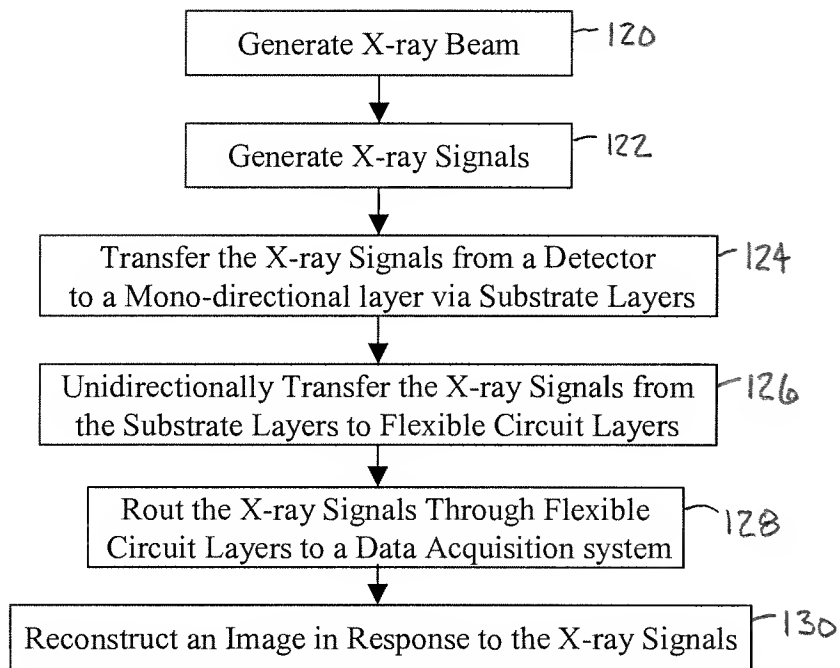 Generate X-ray Beam 120
Generate X-ray Signals 122
Transfer the X-ray Signals from a Detector 124
to a Mono-directional layer via Substrate Layers
Unidirectionally Transfer the X-ray Signals from 126
the Substrate Layers to Flexible Circuit Layers
Rout the X-ray Signals Through Flexible 128
Circuit Layers to a Data Acquisition system
Reconstruct an Image in Response to the X-ray Signals 130